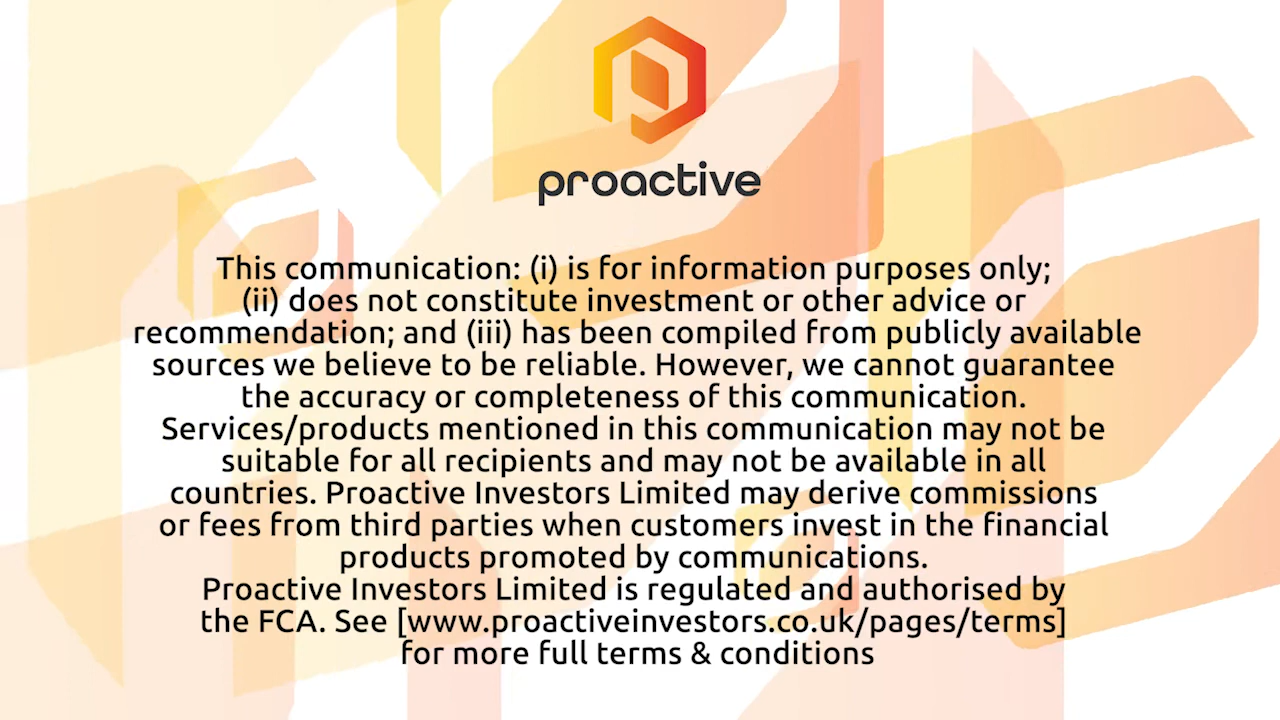 proactive
This communication: (i) is for information purposes only;
(ii) does not constitute investment or other advice or
recommendation; and (iii) has been compiled from publicly available
sources we believe to be reliable. However, we cannot guarantee
the accuracy or completeness of this communication.
Services/products mentioned in this communication may not be
suitable for all recipients and may not be available in all
countries. Proactive Investors Limited may derive commissions
or fees from third parties when customers invest in the financial
products promoted by communications.
Proactive Investors Limited is regulated and authorised by
the FCA. See [www.proactiveinvestors.co.uk/pages/terms]
for more full terms & conditions